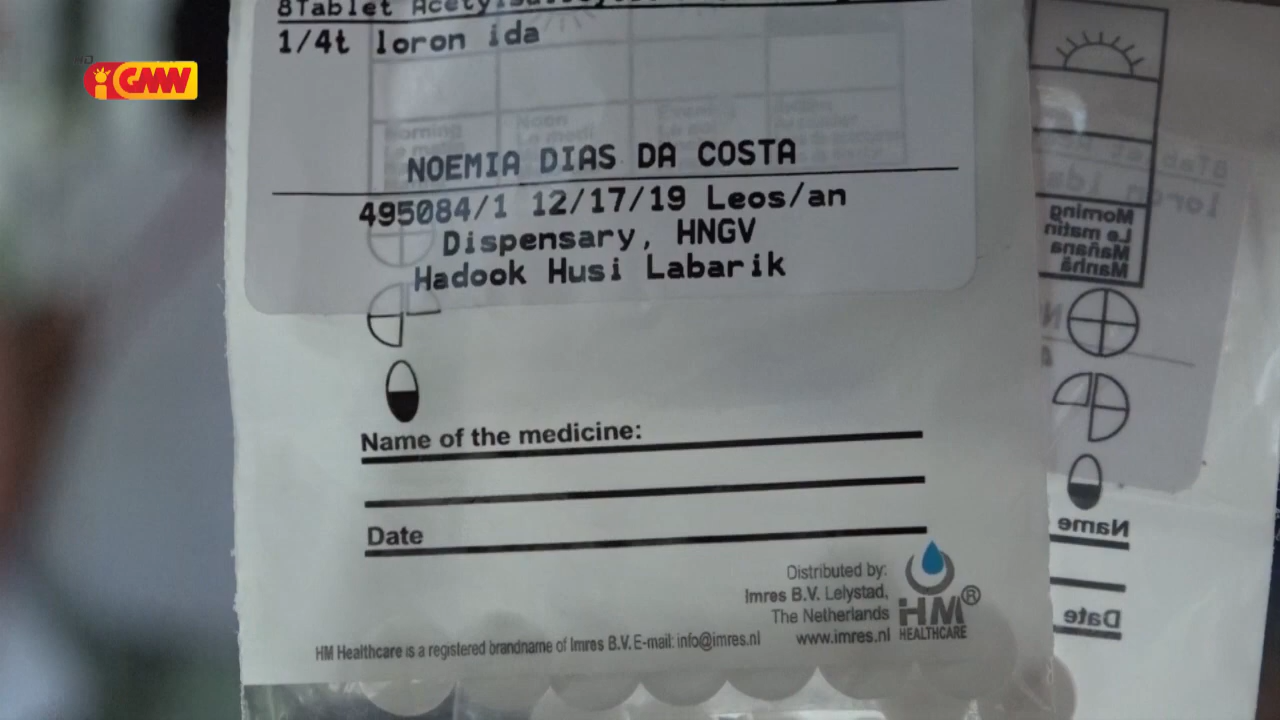 HD
GMN
8Tablet
1/4t loron ida
NOEMIA DIAS DA COSTA
495084/1 12/17/19 Leos/an
Dispensary, HNGV
Hadook Husi Labarik
Name of the medicine:
Date
Distributed by:
Imres B.V. Lelystad,
The Netherlands
www.imres.nl
HM®
HEALTHCARE
HM Healthcare is a registered brandname of Imres B.V. E-mail: info@imres.nl
Morning
Le matin
Mañana
Manhã
Name
Date